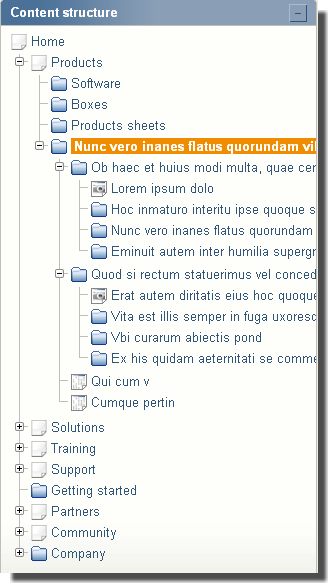 Content structure
Home
Products
Software
Boxes
Products sheets
Nunc vero inanes flatus quorundam vil
Ob haec et huius modi multa, quae cer
Lorem ipsum dolo
Hoc inmaturo interitu ipse quoque s
Nunc vero inanes flatus quorundam
Eminuit autem inter humilia supergr
Quod si rectum statuerimus vel conced
Erat autem diritatis eius hoc quoque
Vita est illis semper in fuga uxoresc
Vbi curarum abiectis pond
Ex his quidam aeternitati se comme
Qui cum v
Cumque pertin
Solutions
Training
Support
Getting started
Partners
Community
Company